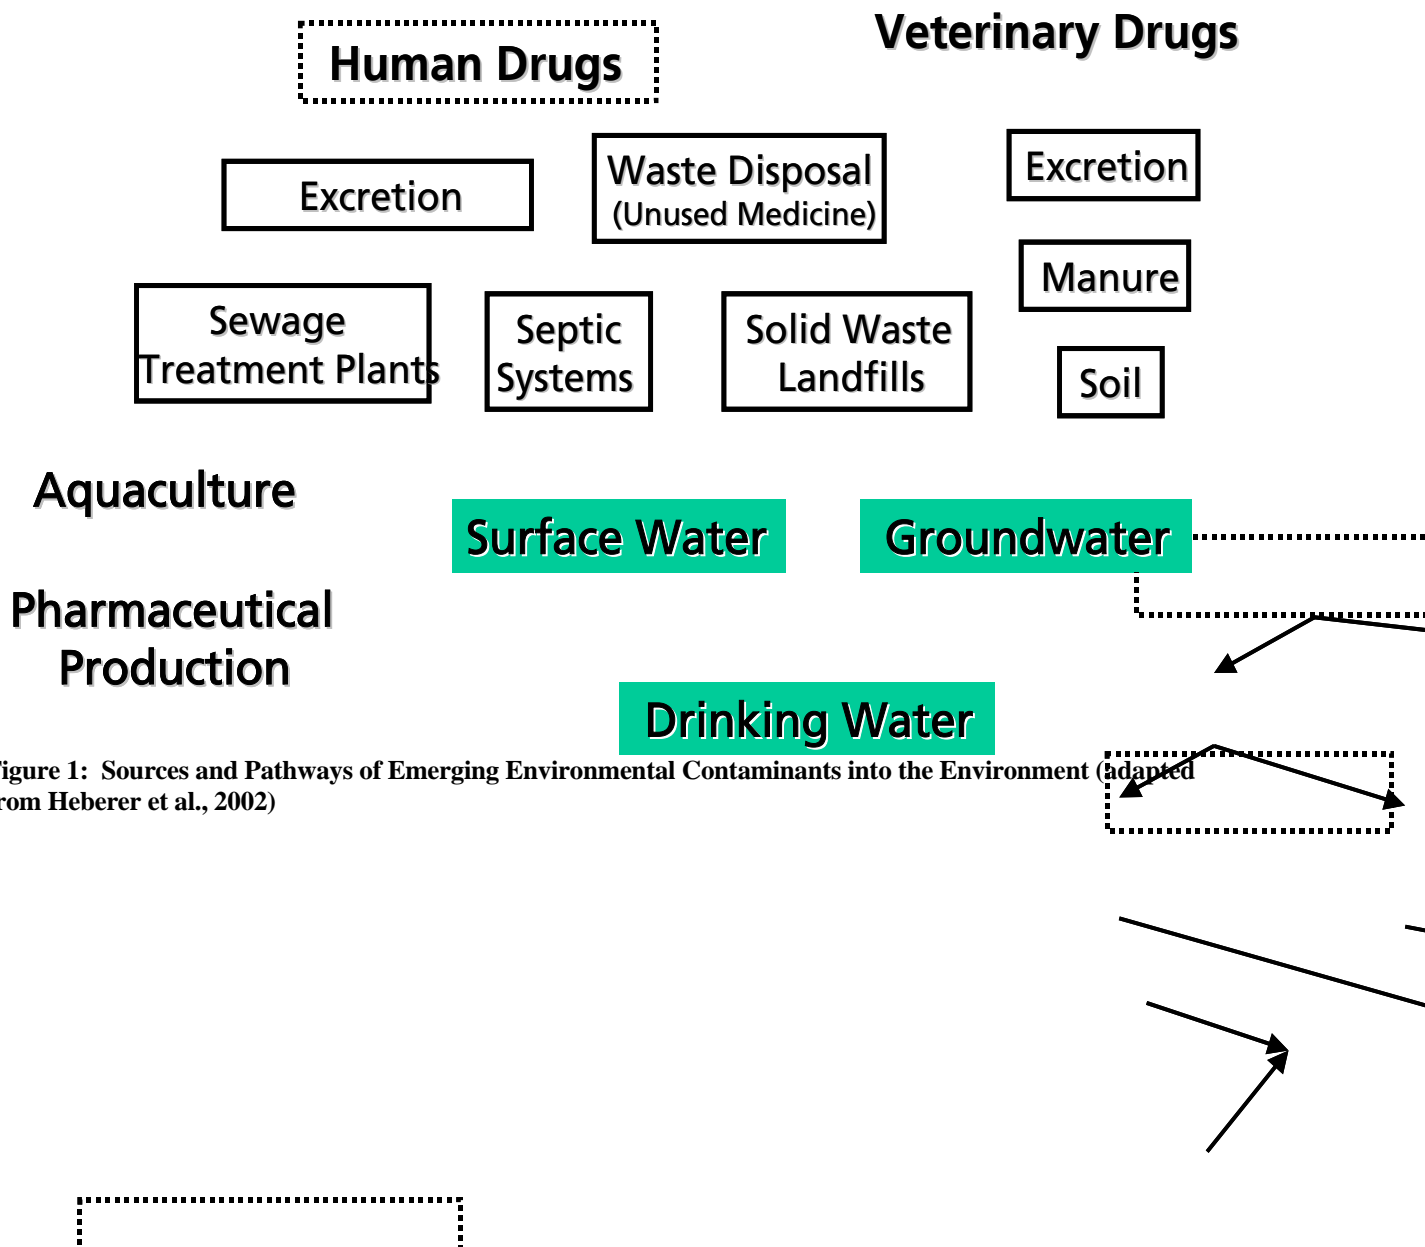 Human Drugs
Veterinary Drugs
Excretion
Waste Disposal
(Unused Medicine)
Excretion
Manure
Sewage
Treatment Plants
Septic
Systems
Solid Waste
Landfills
Soil
Aquaculture
Surface Water
Groundwater
Pharmaceutical
Production
Drinking Water
igure 1: Sources and Pathways of Emerging Environmental Contaminants into the Environment (adapted
rom Heberer et al., 2002)